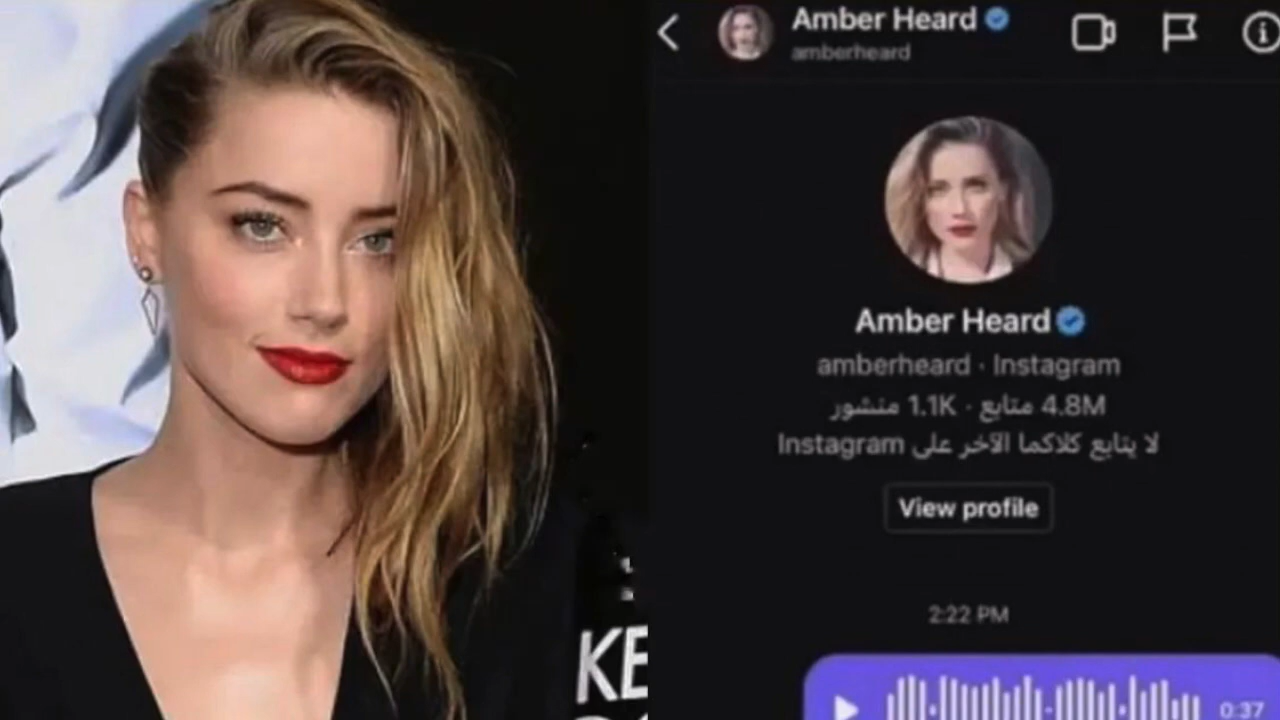 Amber Heard
amberheard
Amber Heard
amberheard · Instagram
4.8M متابع · 1.1K منشور
لا يتابع كلاكما الآخر على Instagram
View profile
2:22 PM
0:37
KE